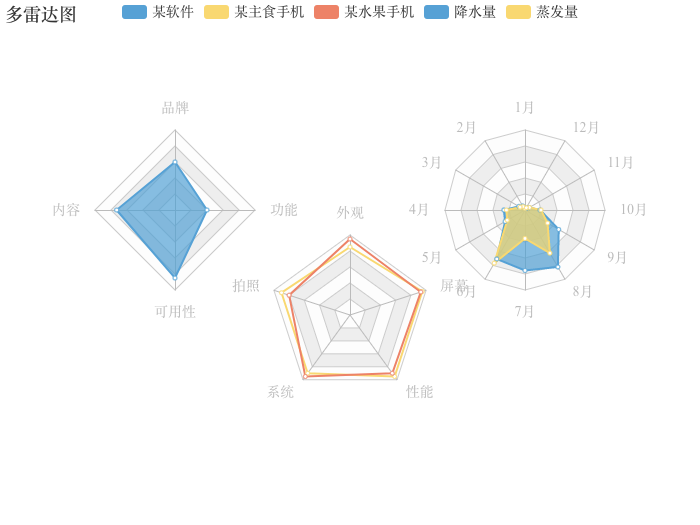 多雷达图
某软件
某主食手机
某水果手机
降水量
蒸发量
品牌
内容
功能
可用性
外观
拍照
屏幕
系统
性能
1月
2月
12月
3月
11月
4月
10月
5月
9月
6月
8月
7月